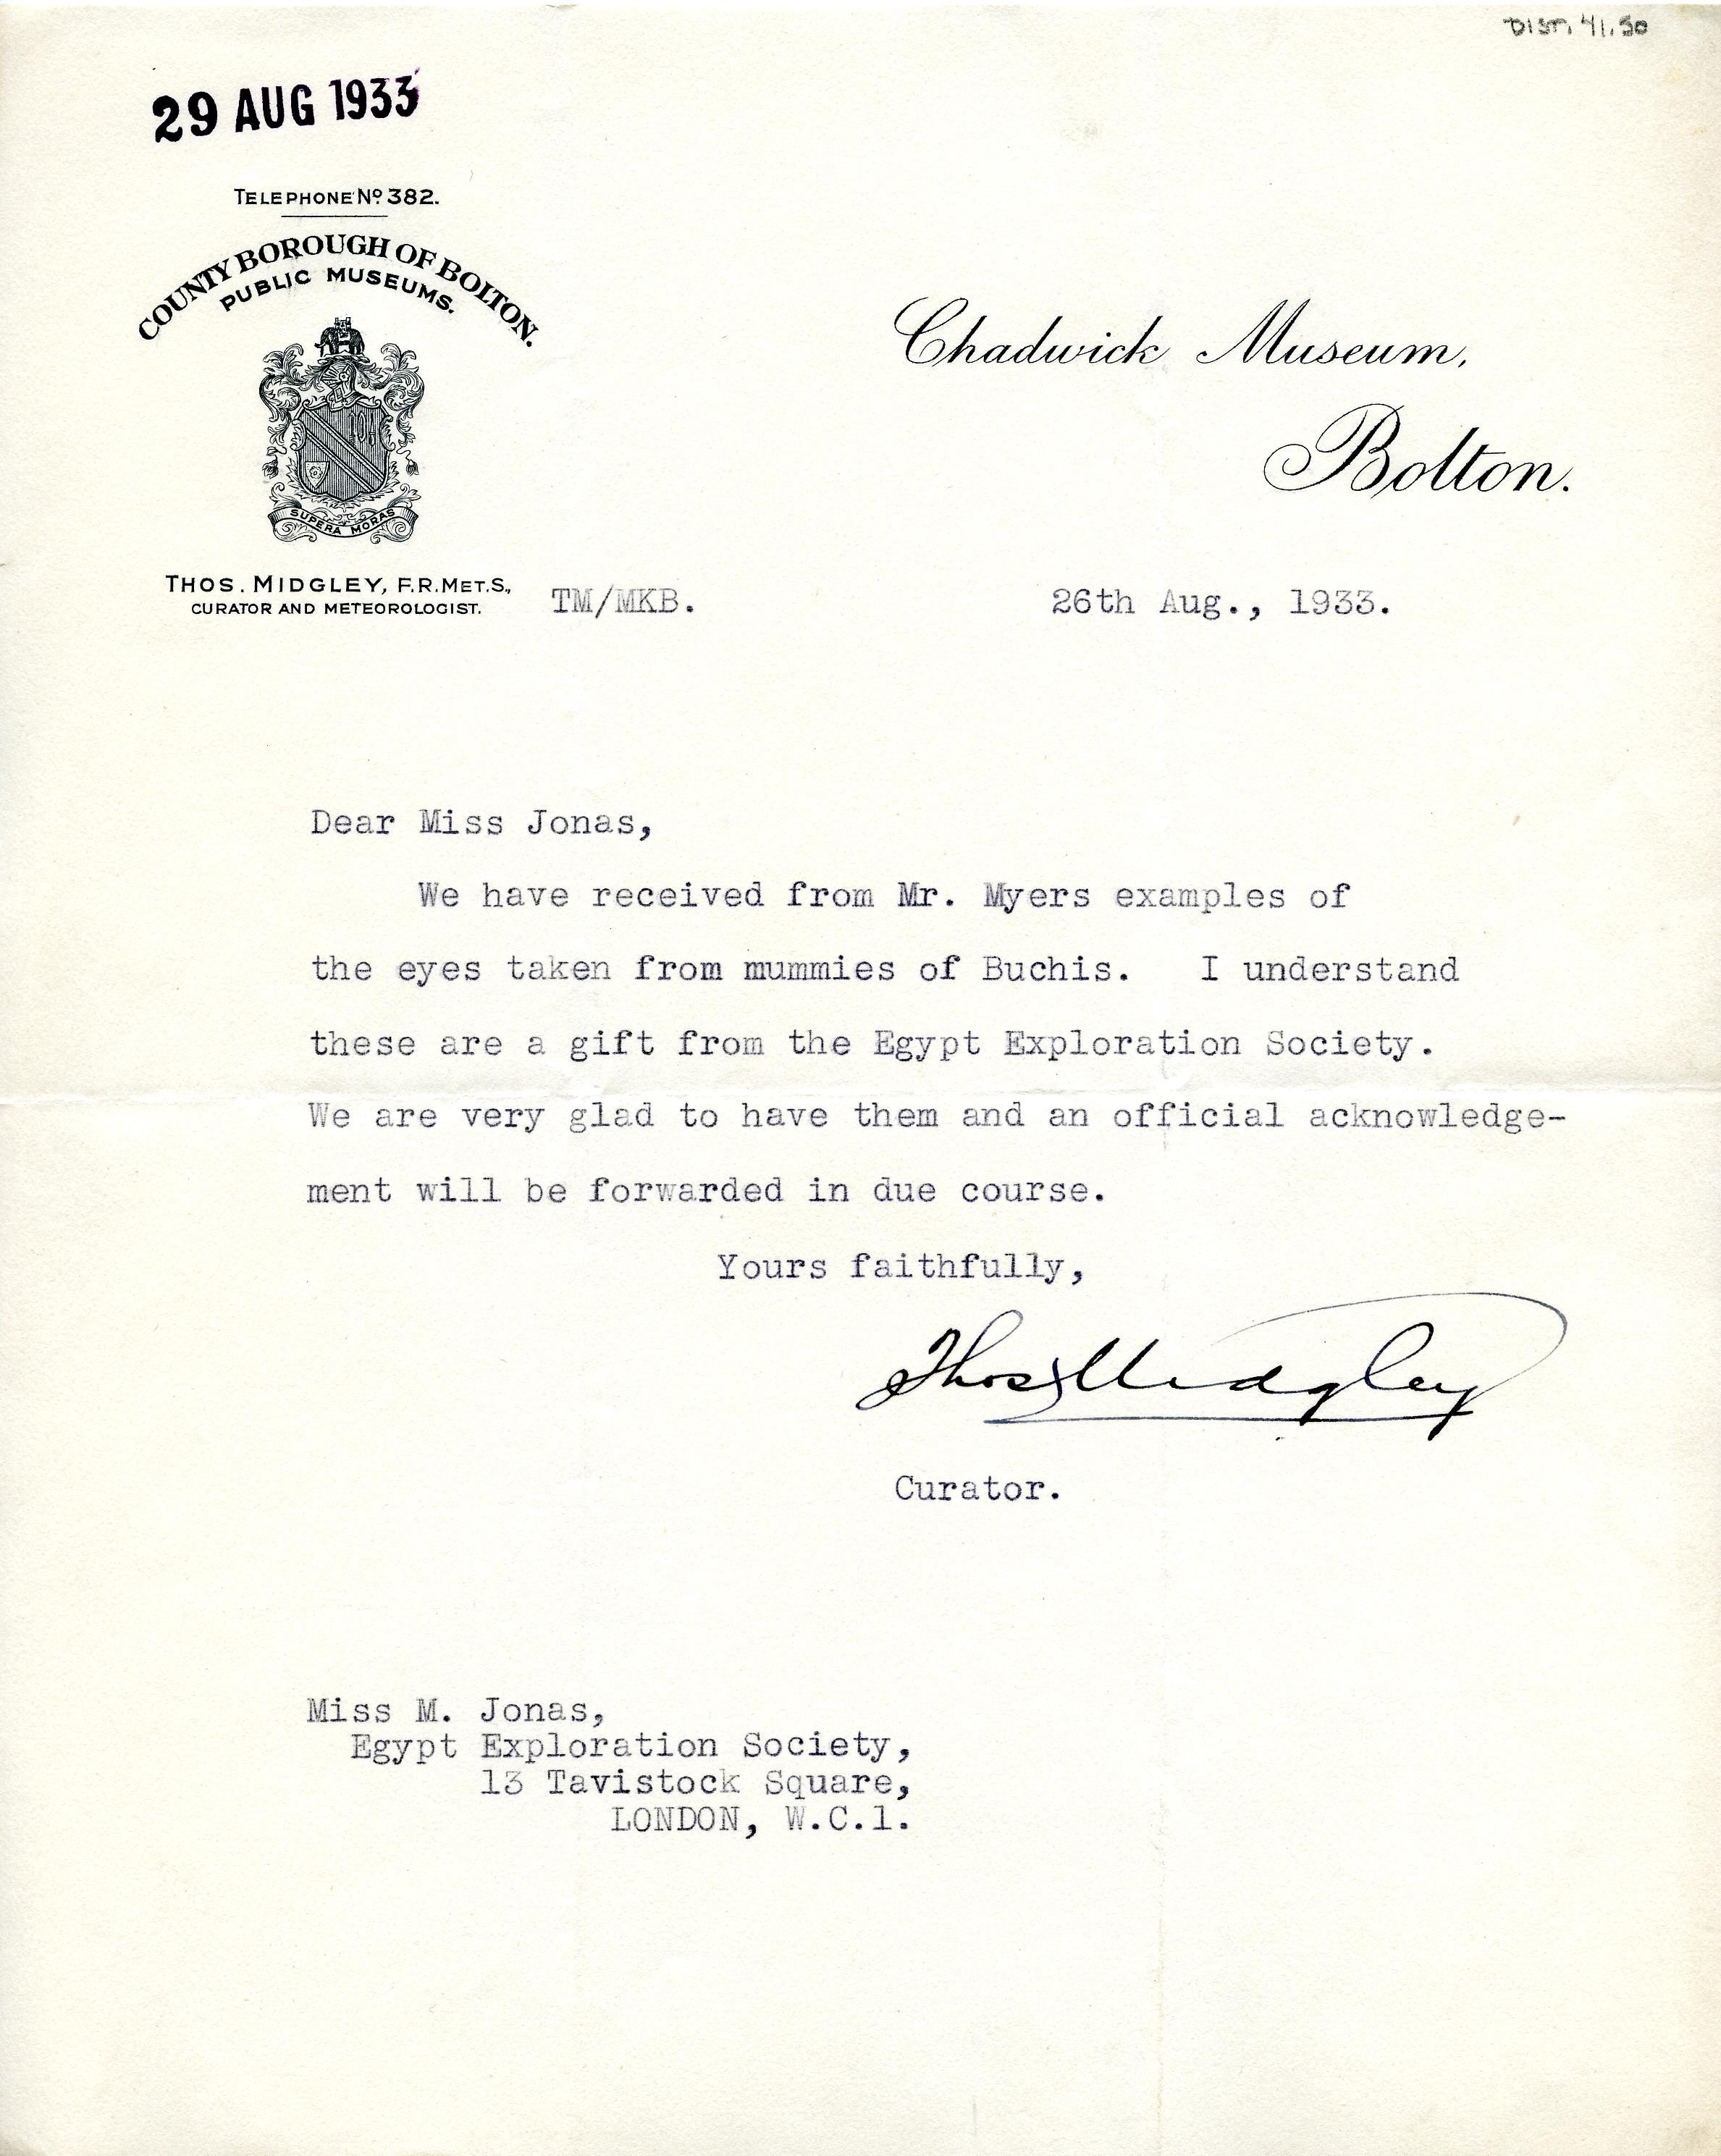 DIST. 41.50
29 AUG 1933
TELEPHONE Nº 382.
COUNTY BOROUGH OF BOLTON.
PUBLIC MUSEUMS.
SUPERA MORAS
THOS. MIDGLEY, F.R.MET.S.,
CURATOR AND METEOROLOGIST.
Chadwick Museum,
Bolton.
TM/MKB.
26th Aug., 1933.
Dear Miss Jonas,
We have received from Mr. Myers examples of
the eyes taken from mummies of Buchis. I understand
these are a gift from the Egypt Exploration Society.
We are very glad to have them and an official acknowledge-
ment will be forwarded in due course.
Yours faithfully,
Thos Midgley
Curator.
Miss M. Jonas,
Egypt Exploration Society,
13 Tavistock Square,
LONDON, W.C.1.